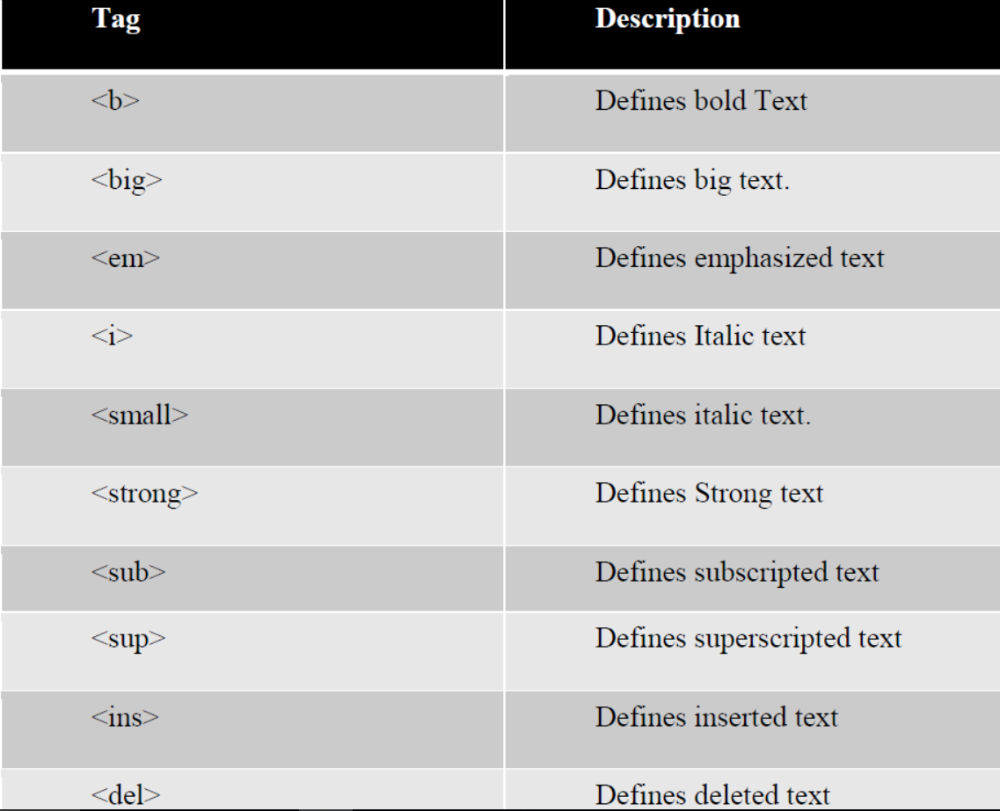 Tag Description
<b> Defines bold Text
<big> Defines big text.
<em> Defines emphasized text
<i> Defines Italic text
<small> Defines italic text.
<strong> Defines Strong text
<sub> Defines subscripted text
<sup> Defines superscripted text
<ins> Defines inserted text
<del> Defines deleted text